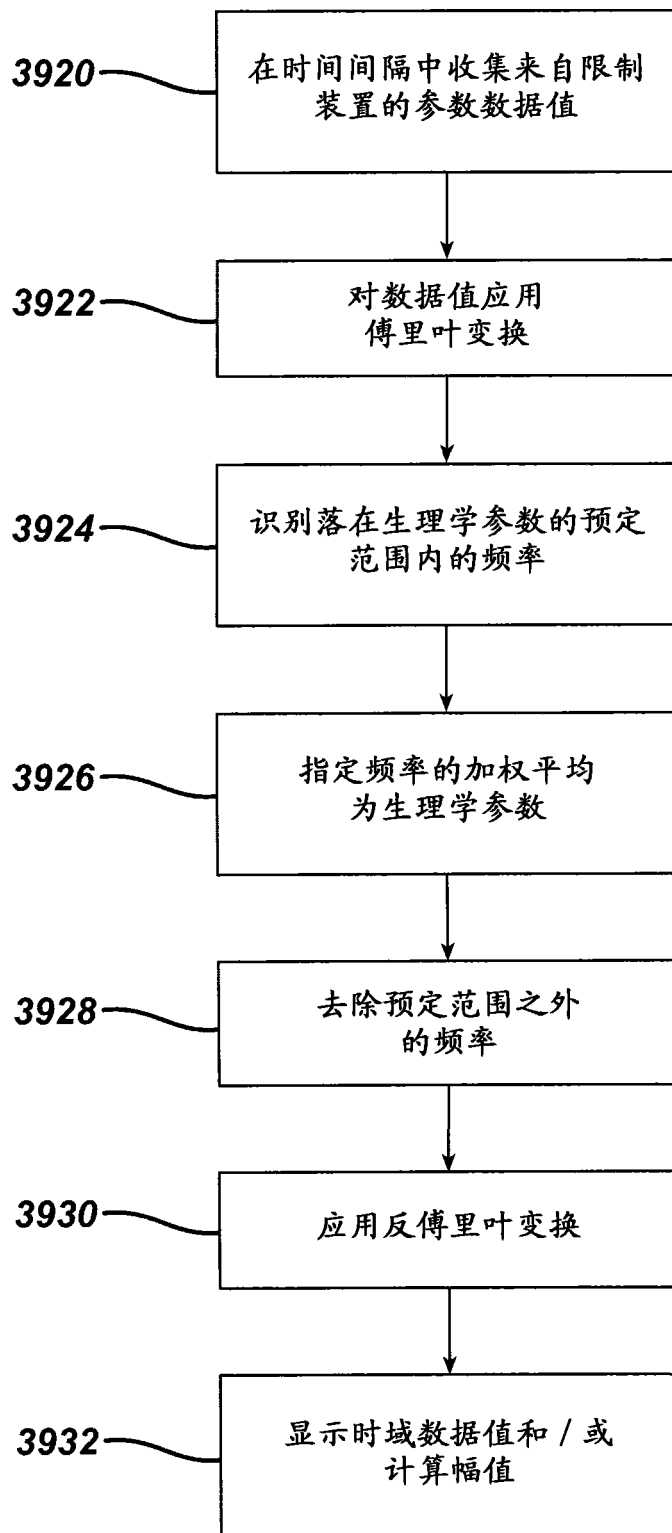 3920
在时间间隔中收集来自限制
装置的参数数据值
3922
对数据值应用
傅里叶变换
3924
识别落在生理学参数的预定
范围内的频率
3926
指定频率的加权平均
为生理学参数
3928
去除预定范围之外
的频率
3930
应用反傅里叶变换
3932
显示时域数据值和 / 或
计算幅值